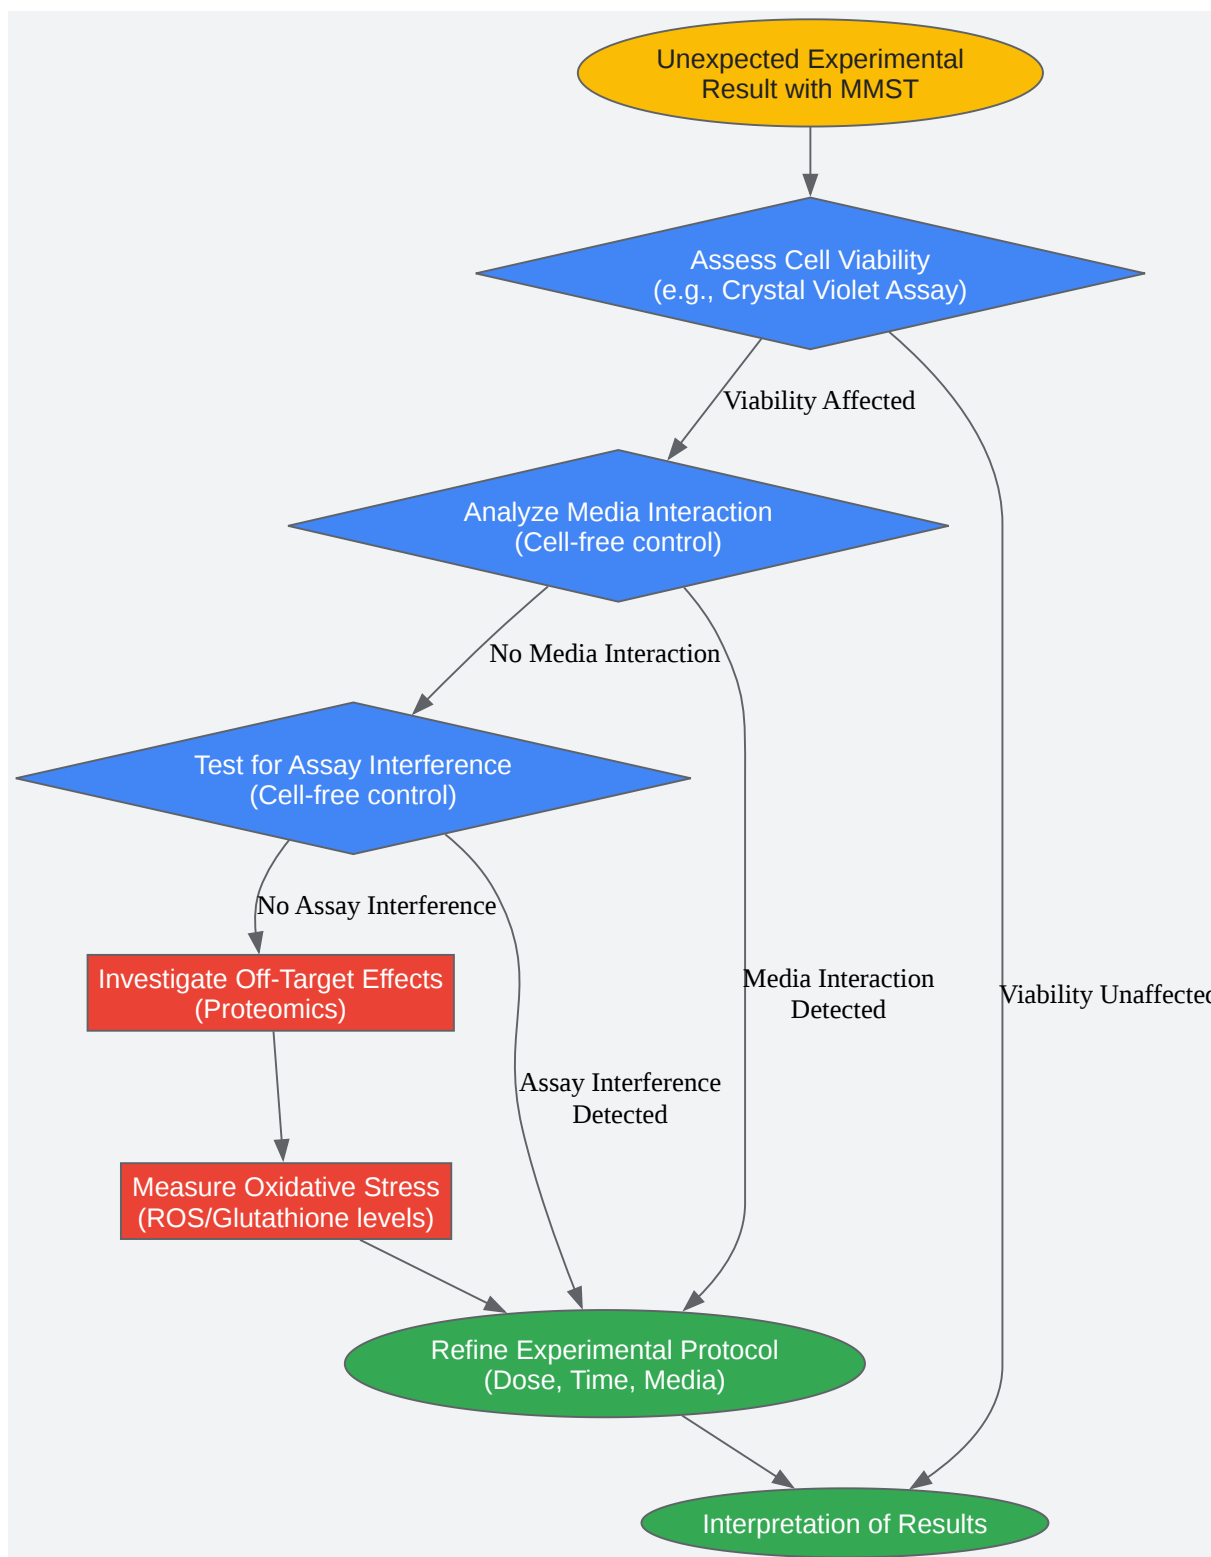 Unexpected Experimental
Result with MMST
Assess Cell Viability
(e.g., Crystal Violet Assay)
Viability Affected
Analyze Media Interaction
(Cell-free control)
No Media Interaction
Test for Assay Interference
(Cell-free control)
No Assay Interference
Investigate Off-Target Effects
(Proteomics)
Media Interaction
Detected
Viability Unaffected
Assay Interference
Detected
Measure Oxidative Stress
(ROS/Glutathione levels)
Refine Experimental Protocol
(Dose, Time, Media)
Interpretation of Results